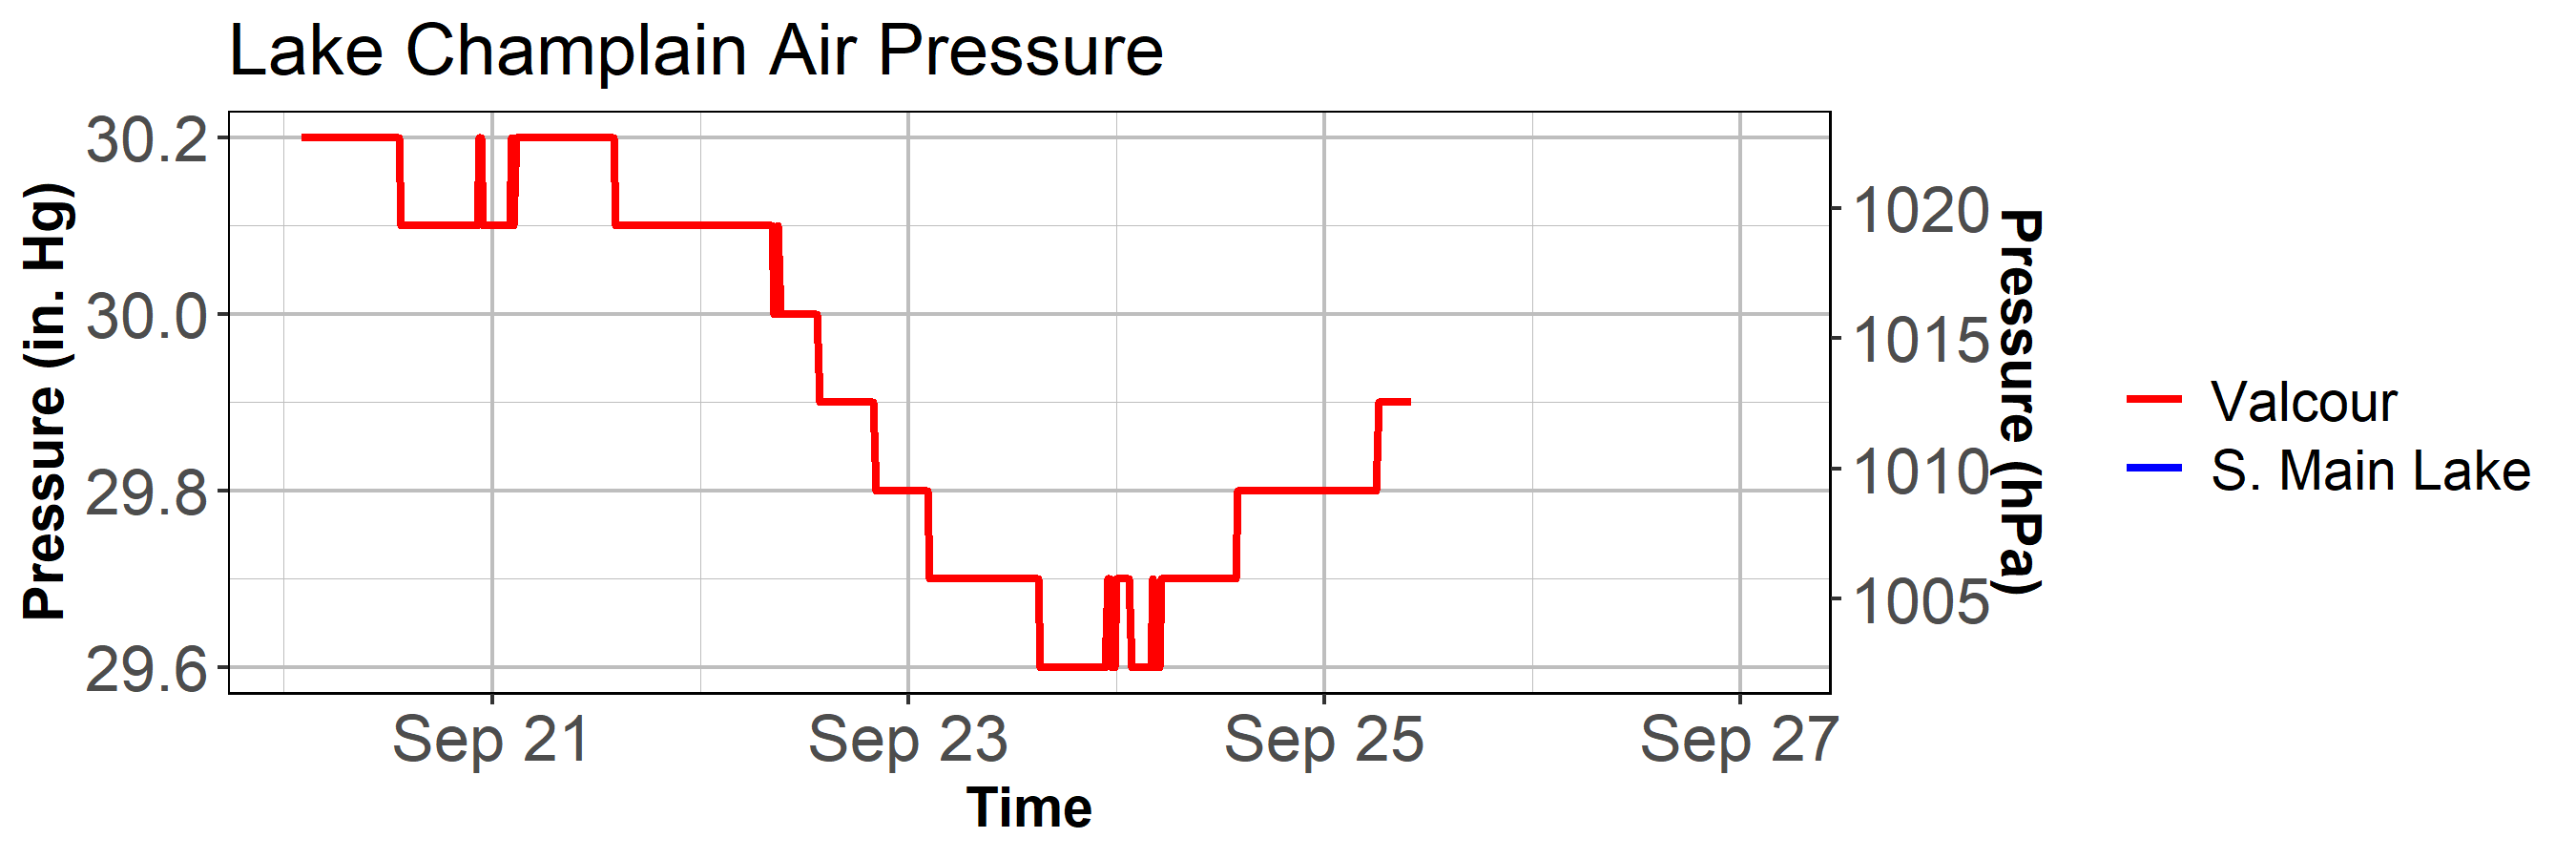 Lake Champlain Air Pressure
Pressure (in. Hg)
30.2
30.0
29.8
29.6
Sep 21
Sep 23
Sep 25
Sep 27
Time
1020
1015
1010
1005
Pressure (hPa)
Valcour
S. Main Lake